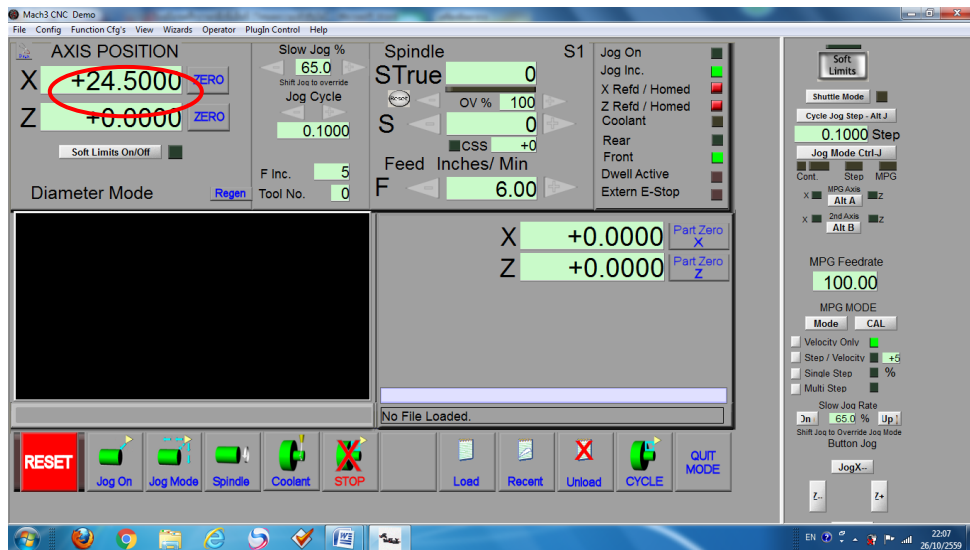 Mach3 CNC Demo
File Config Function Cfg's View Wizards Operator PlugIn Control Help
AXIS POSITION
X +24.5000 ZERO
Z +0.0000 ZERO
Soft Limits On/Off
Diameter Mode Regen
Slow Jog %
65.0
Shift Jog to override
Jog Cycle
0.1000
F Inc. 5
Tool No. 0
Spindle S1
STrue 0
OV % 100
S 0
CSS +0
Feed Inches/ Min
F 6.00
Jog On
Jog Inc.
X Refd / Homed
Z Refd / Homed
Coolant
Rear
Front
Dwell Active
Extern E-Stop
X +0.0000 Part Zero X
Z +0.0000 Part Zero Z
No File Loaded.
RESET
Jog On
Jog Mode
Spindle
Coolent
STOP
Load
Recent
Unload
CYCLE
QUIT MODE
Soft Limits
Shuttle Mode
Cycle Jog Step - Alt J
0.1000 Step
Jog Mode Ctrl-J
Cont. Step MPG
MPG Axis
X Alt A Z
2nd Axis
X Alt B Z
MPG Feedrate
100.00
MPG MODE
Mode CAL
Velocity Only
Step / Velocity +5
Single Step %
Multi Step
Slow Jog Rate
65.0 % Up
Shift Jog to Override Jog Mode
Button Jog
JogX--
Z-- Z+
EN 22:07
26/10/2559